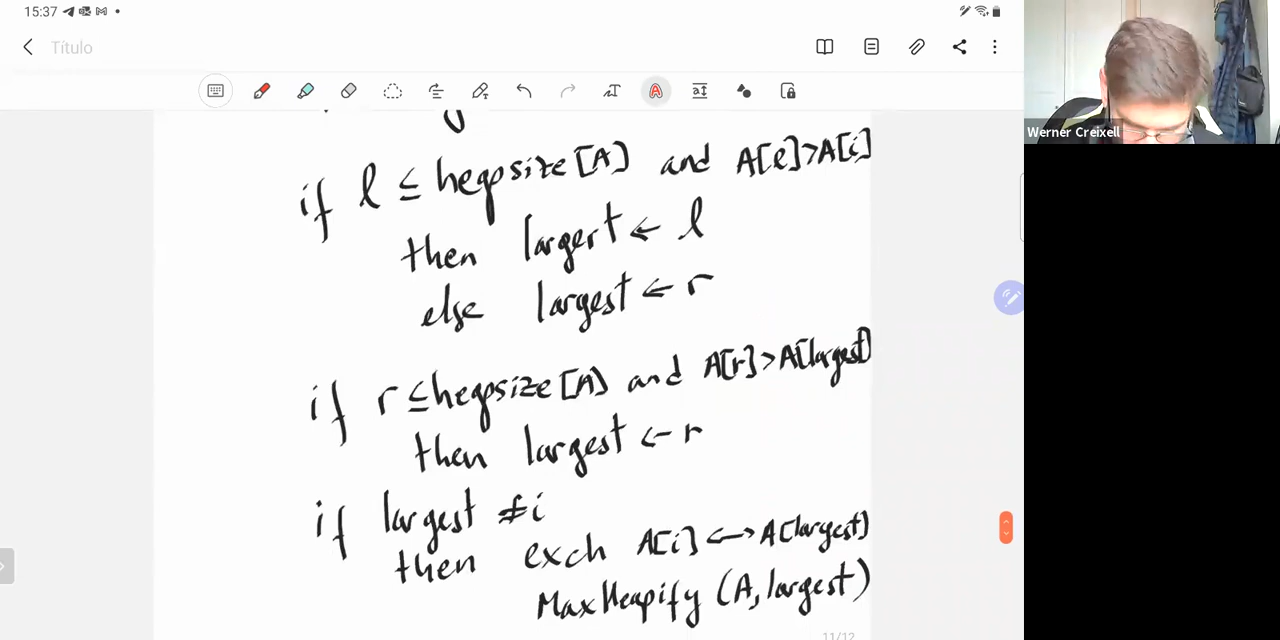 15:37
Título
Werner Creixell
if l ≤ heapsize[A] and A[l]>A[i]
then largert ← l
else largest ← r
if r ≤ heapsize[A] and A[r]>A[largest]
then largest ← r
if largest ≠ i
then exch A[i] ↔ A[largest)
MaxHeapify (A, largest)
11/12